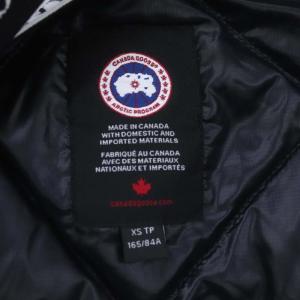 CANADA GOOSE
ARCTIC PROGRAM
MADE IN CANADA
WITH DOMESTIC AND
IMPORTED MATERIALS
FABRIQUÉ AU CANADA
AVEC DES MATERIAUX
NATIONAUX ET IMPORTÉS
canadagoose.com
XS TP
165/84A